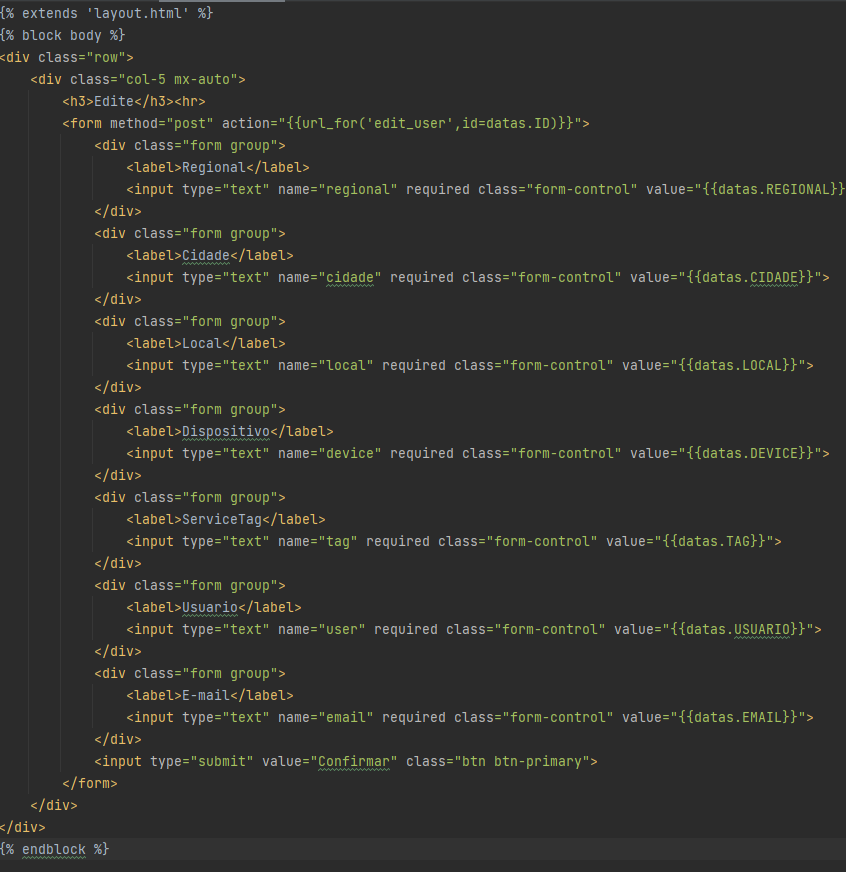 {% extends 'layout.html' %}
{% block body %}
<div class="row">
    <div class="col-5 mx-auto">
        <h3>Edite</h3><hr>
        <form method="post" action="{{url_for('edit_user',id=datas.ID)}}">
            <div class="form group">
                <label>Regional</label>
                <input type="text" name="regional" required class="form-control" value="{{datas.REGIONAL}}
            </div>
            <div class="form group">
                <label>Cidade</label>
                <input type="text" name="cidade" required class="form-control" value="{{datas.CIDADE}}">
            </div>
            <div class="form group">
                <label>Local</label>
                <input type="text" name="local" required class="form-control" value="{{datas.LOCAL}}">
            </div>
            <div class="form group">
                <label>Dispositivo</label>
                <input type="text" name="device" required class="form-control" value="{{datas.DEVICE}}">
            </div>
            <div class="form group">
                <label>ServiceTag</label>
                <input type="text" name="tag" required class="form-control" value="{{datas.TAG}}">
            </div>
            <div class="form group">
                <label>Usuario</label>
                <input type="text" name="user" required class="form-control" value="{{datas.USUARIO}}">
            </div>
            <div class="form group">
                <label>E-mail</label>
                <input type="text" name="email" required class="form-control" value="{{datas.EMAIL}}">
            </div>
            <input type="submit" value="Confirmar" class="btn btn-primary">
        </form>
    </div>
</div>
{% endblock %}